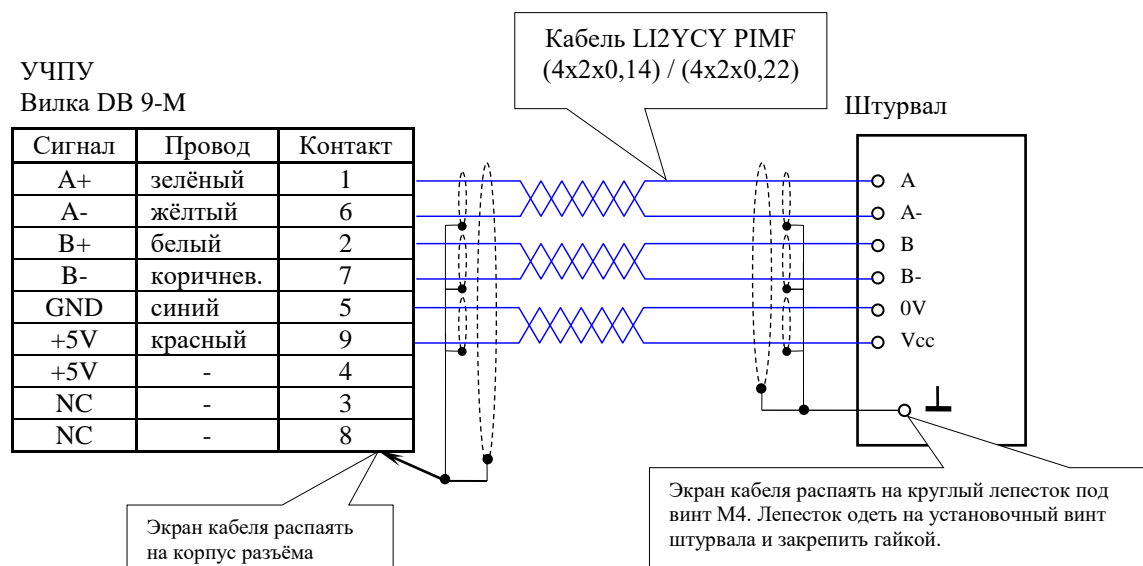 Кабель LI2YCY PIMF
(4x2x0,14) / (4x2x0,22)
УЧПУ
Вилка DB 9-M
Штурвал
Сигнал Провод Контакт
A+ зелёный 1
A- жёлтый 6
B+ белый 2
B- коричнев. 7
GND синий 5
+5V красный 9
+5V - 4
NC - 3
NC - 8
A
A-
B
B-
0V
Vcc
Экран кабеля распаять
на корпус разъёма
Экран кабеля распаять на круглый лепесток под
винт М4. Лепесток одеть на установочный винт
штурвала и закрепить гайкой.